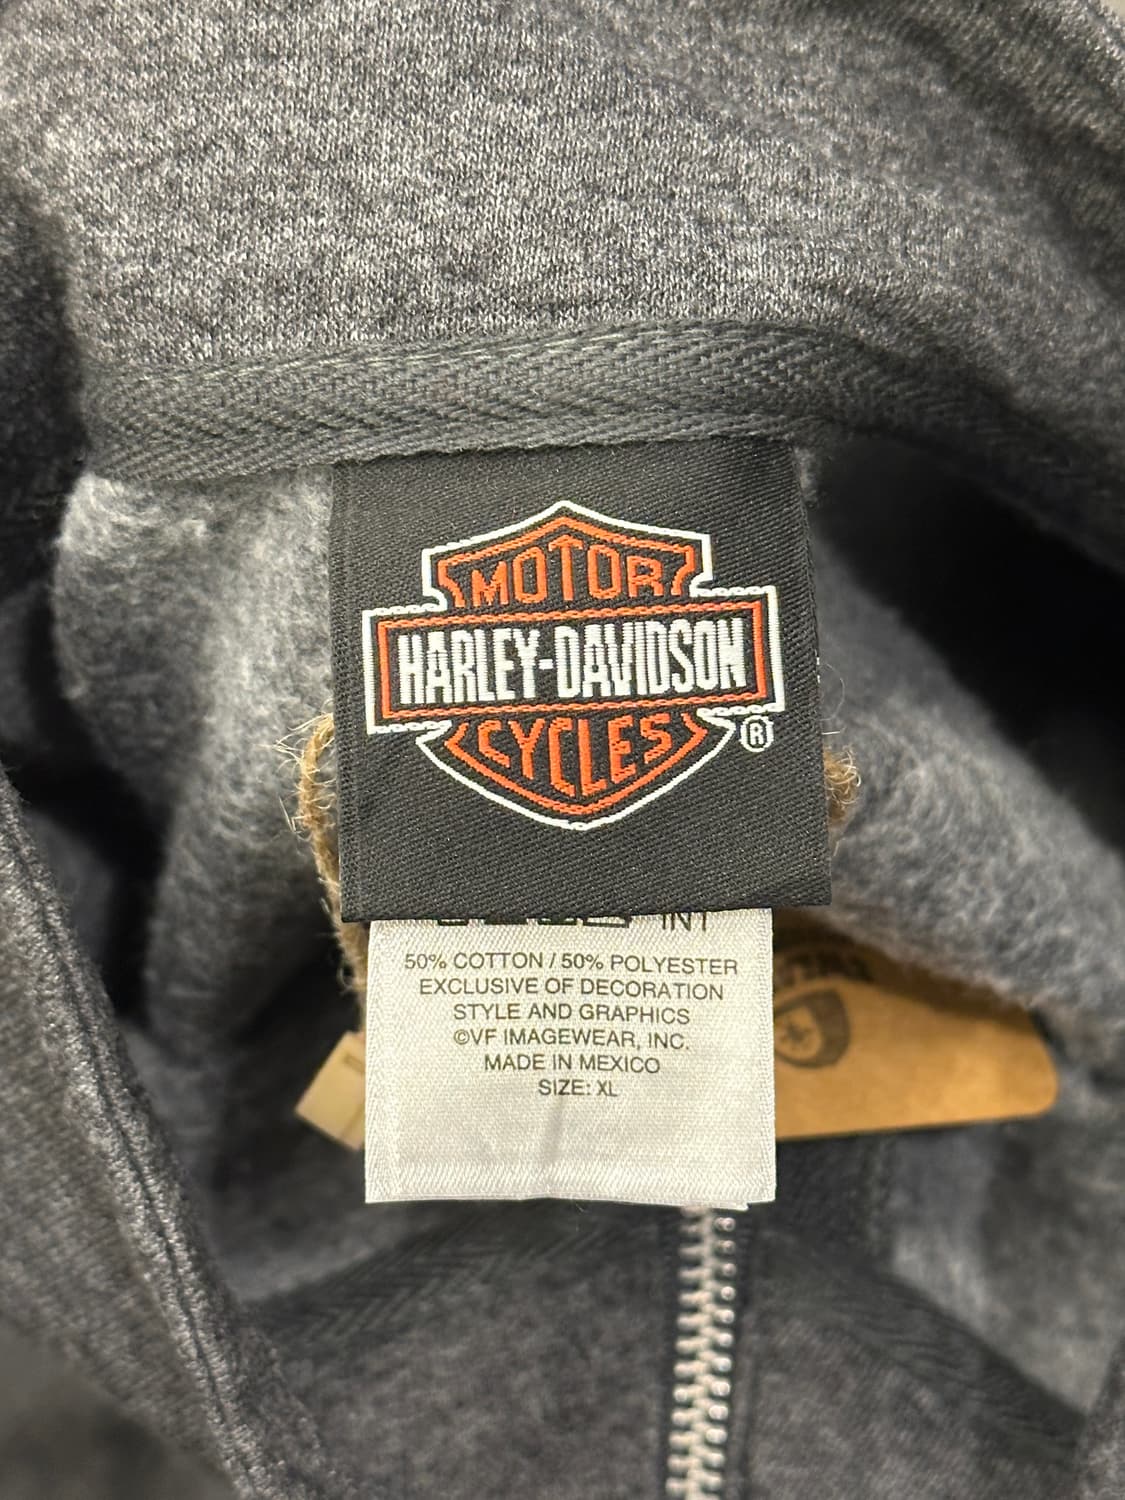 MOTOR
HARLEY-DAVIDSON
CYCLES
®
INT
50% COTTON / 50% POLYESTER
EXCLUSIVE OF DECORATION
STYLE AND GRAPHICS
©VF IMAGEWEAR, INC.
MADE IN MEXICO
SIZE: XL